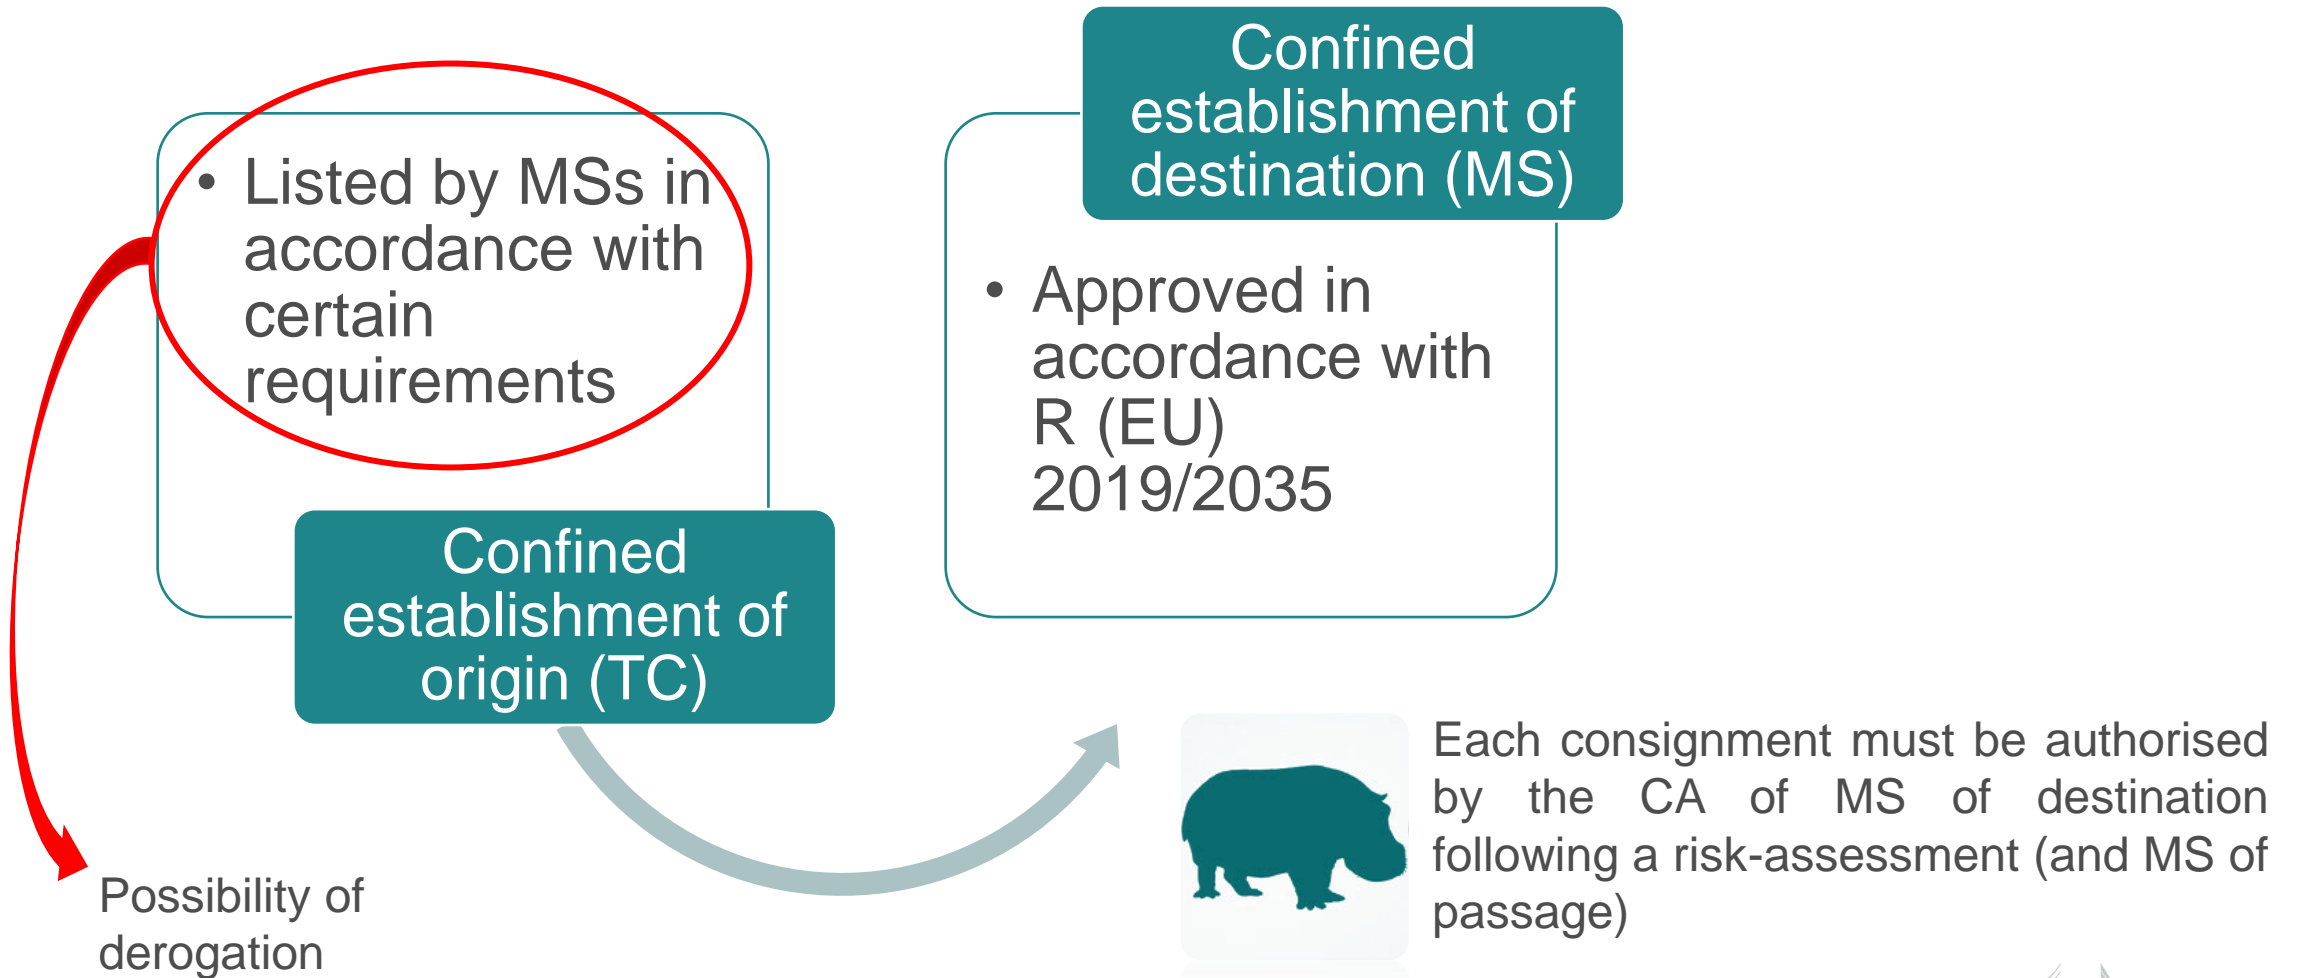 • Listed by MSs in
accordance with
certain
requirements
Confined
establishment of
origin (TC)
Confined
establishment of
destination (MS)
• Approved in
accordance with
R (EU)
2019/2035
Possibility of
derogation
Each consignment must be authorised
by the CA of MS of destination
following a risk-assessment (and MS of
passage)